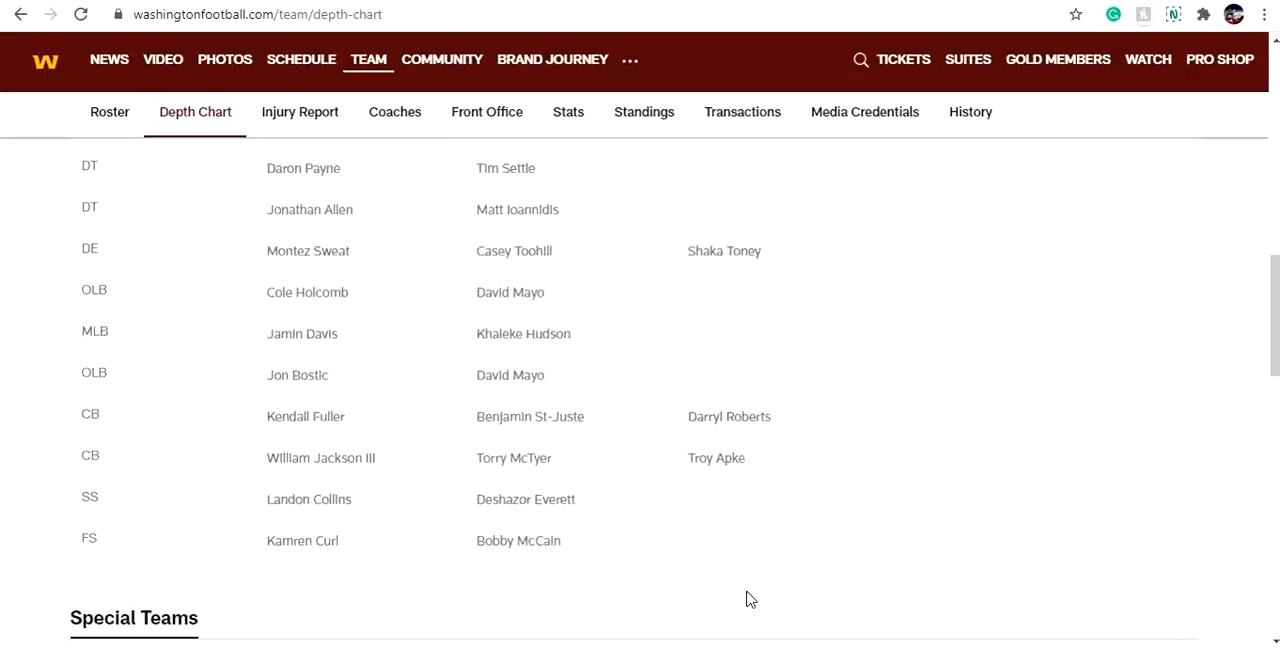 washingtonfootball.com/team/depth-chart
W NEWS VIDEO PHOTOS SCHEDULE TEAM COMMUNITY BRAND JOURNEY ... TICKETS SUITES GOLD MEMBERS WATCH PRO SHOP
Roster Depth Chart Injury Report Coaches Front Office Stats Standings Transactions Media Credentials History
DT Daron Payne Tim Settle
DT Jonathan Allen Matt Ioannidis
DE Montez Sweat Casey Toohill Shaka Toney
OLB Cole Holcomb David Mayo
MLB Jamin Davis Khaleke Hudson
OLB Jon Bostic David Mayo
CB Kendall Fuller Benjamin St-Juste Darryl Roberts
CB William Jackson III Torry McTyer Troy Apke
SS Landon Collins Deshazor Everett
FS Kamren Curl Bobby McCain
Special Teams